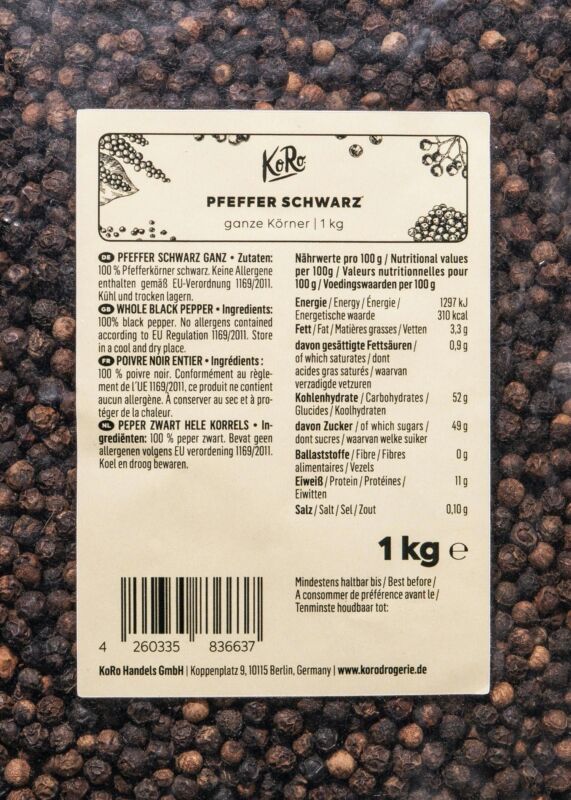 KoRo
PFEFFER SCHWARZ
ganze Körner | 1 kg
DE PFEFFER SCHWARZ GANZ • Zutaten:
100 % Pfefferkörner schwarz. Keine Allergene
enthalten gemäß EU-Verordnung 1169/2011.
Kühl und trocken lagern.
GB WHOLE BLACK PEPPER • Ingredients:
100% black pepper. No allergens contained
according to EU Regulation 1169/2011. Store
in a cool and dry place.
FR POIVRE NOIR ENTIER • Ingrédients :
100 % poivre noir. Conformément au règle-
ment de l'UE 1169/2011, ce produit ne contient
aucun allergène. À conserver au sec et à pro-
téger de la chaleur.
NL PEPER ZWART HELE KORRELS • In-
grediënten: 100 % peper zwart. Bevat geen
allergenen volgens EU verordening 1169/2011.
Koel en droog bewaren.
Nährwerte pro 100 g / Nutritional values
per 100g / Valeurs nutritionnelles pour
100 g / Voedingswaarden per 100 g
Energie / Energy / Énergie / 1297 kJ
Energetische waarde 310 kcal
Fett / Fat / Matières grasses / Vetten 3,3 g
davon gesättigte Fettsäuren / 0,9 g
of which saturates / dont
acides gras saturés / waarvan
verzadigde vetzuren
Kohlenhydrate / Carbohydrates / 52 g
Glucides / Koolhydraten
davon Zucker / of which sugars / 49 g
dont sucres / waarvan welke suiker
Ballaststoffe / Fibre / Fibres 0 g
alimentaires / Vezels
Eiweiß / Protein / Protéines / 11 g
Eiwitten
Salz / Salt / Sel / Zout 0,10 g
1 kg e
Mindestens haltbar bis / Best before /
A consommer de préférence avant le /
Tenminste houdbaar tot:
4 260335 836637
KoRo Handels GmbH | Koppenplatz 9, 10115 Berlin, Germany | www.korodrogerie.de